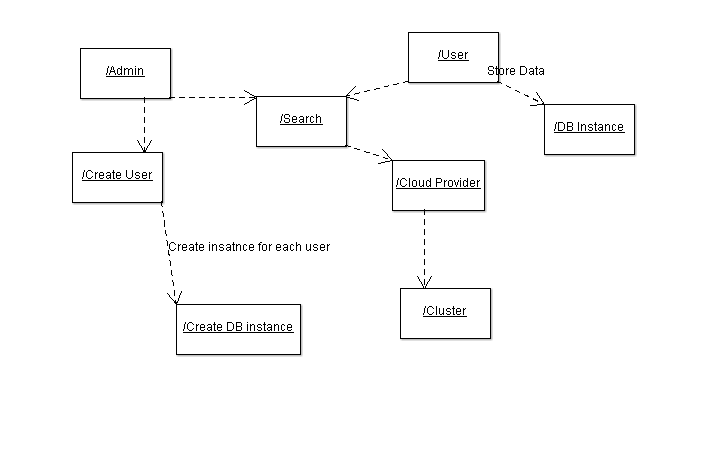 /User
/Admin
Store Data
/Search
/DB Instance
/Create User
/Cloud Provider
Create insatnce for each user
/Cluster
/Create DB instance